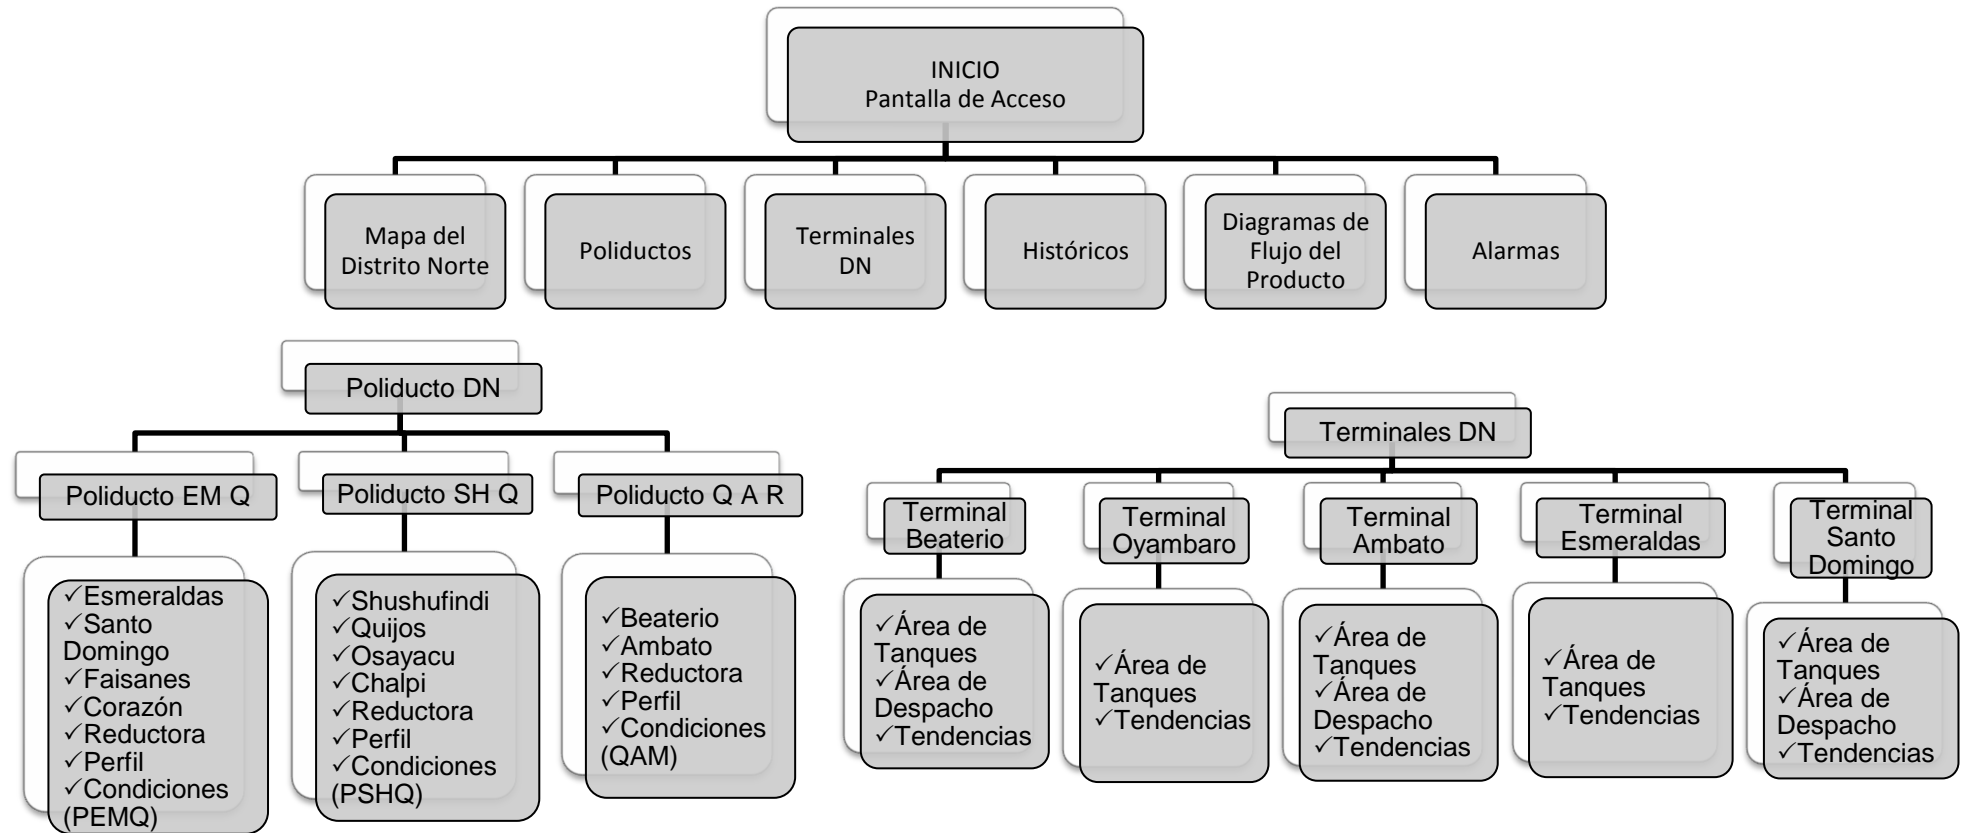 INICIO
Pantalla de Acceso
Mapa del
Distrito Norte
Poliductos
Terminales
DN
Históricos
Diagramas de
Flujo del
Producto
Alarmas
Poliducto DN
Poliducto EM Q
Poliducto SH Q
Poliducto Q A R
✓Esmeraldas
✓Santo
Domingo
✓Faisanes
✓Corazón
✓Reductora
✓Perfil
✓Condiciones
(PEMQ)
✓Shushufindi
✓Quijos
✓Osayacu
✓Chalpi
✓Reductora
✓Perfil
✓Condiciones
(PSHQ)
✓Beaterio
✓Ambato
✓Reductora
✓Perfil
✓Condiciones
(QAM)
Terminales DN
Terminal
Beaterio
Terminal
Oyambaro
Terminal
Ambato
Terminal
Esmeraldas
Terminal
Santo
Domingo
✓Área de
Tanques
✓Área de
Despacho
✓Tendencias
✓Área de
Tanques
✓Tendencias
✓Área de
Tanques
✓Área de
Despacho
✓Tendencias
✓Área de
Tanques
✓Tendencias
✓Área de
Tanques
✓Área de
Despacho
✓Tendencias